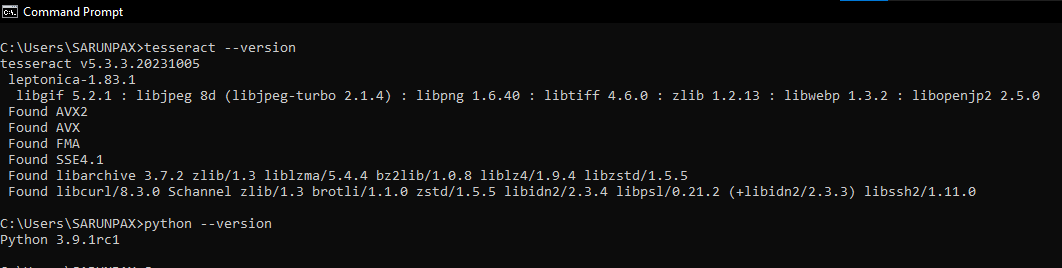 Command Prompt
C:\Users\SARUNPAX>tesseract --version
tesseract v5.3.3.20231005
leptonica-1.83.1
libgif 5.2.1 : libjpeg 8d (libjpeg-turbo 2.1.4) : libpng 1.6.40 : libtiff 4.6.0 : zlib 1.2.13 : libwebp 1.3.2 : libopenjp2 2.5.0
Found AVX2
Found AVX
Found FMA
Found SSE4.1
Found libarchive 3.7.2 zlib/1.3 liblzma/5.4.4 bz2lib/1.0.8 liblz4/1.9.4 libzstd/1.5.5
Found libcurl/8.3.0 Schannel zlib/1.3 brotli/1.1.0 zstd/1.5.5 libidn2/2.3.4 libpsl/0.21.2 (+libidn2/2.3.3) libssh2/1.11.0
C:\Users\SARUNPAX>python --version
Python 3.9.1rc1